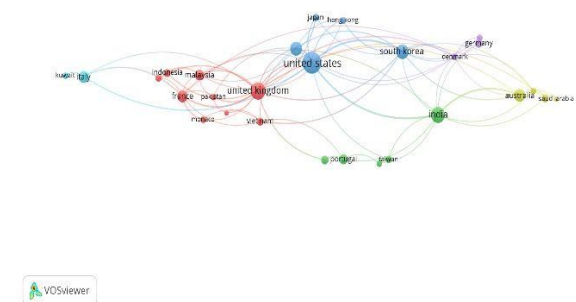 japan
hong kong
germany
south korea
denmark
united states
kuwait
italy
indonesia
malaysia
united kingdom
france
pakistan
australia
saudi arabia
india
vietnam
portugal
taiwan
VOSviewer